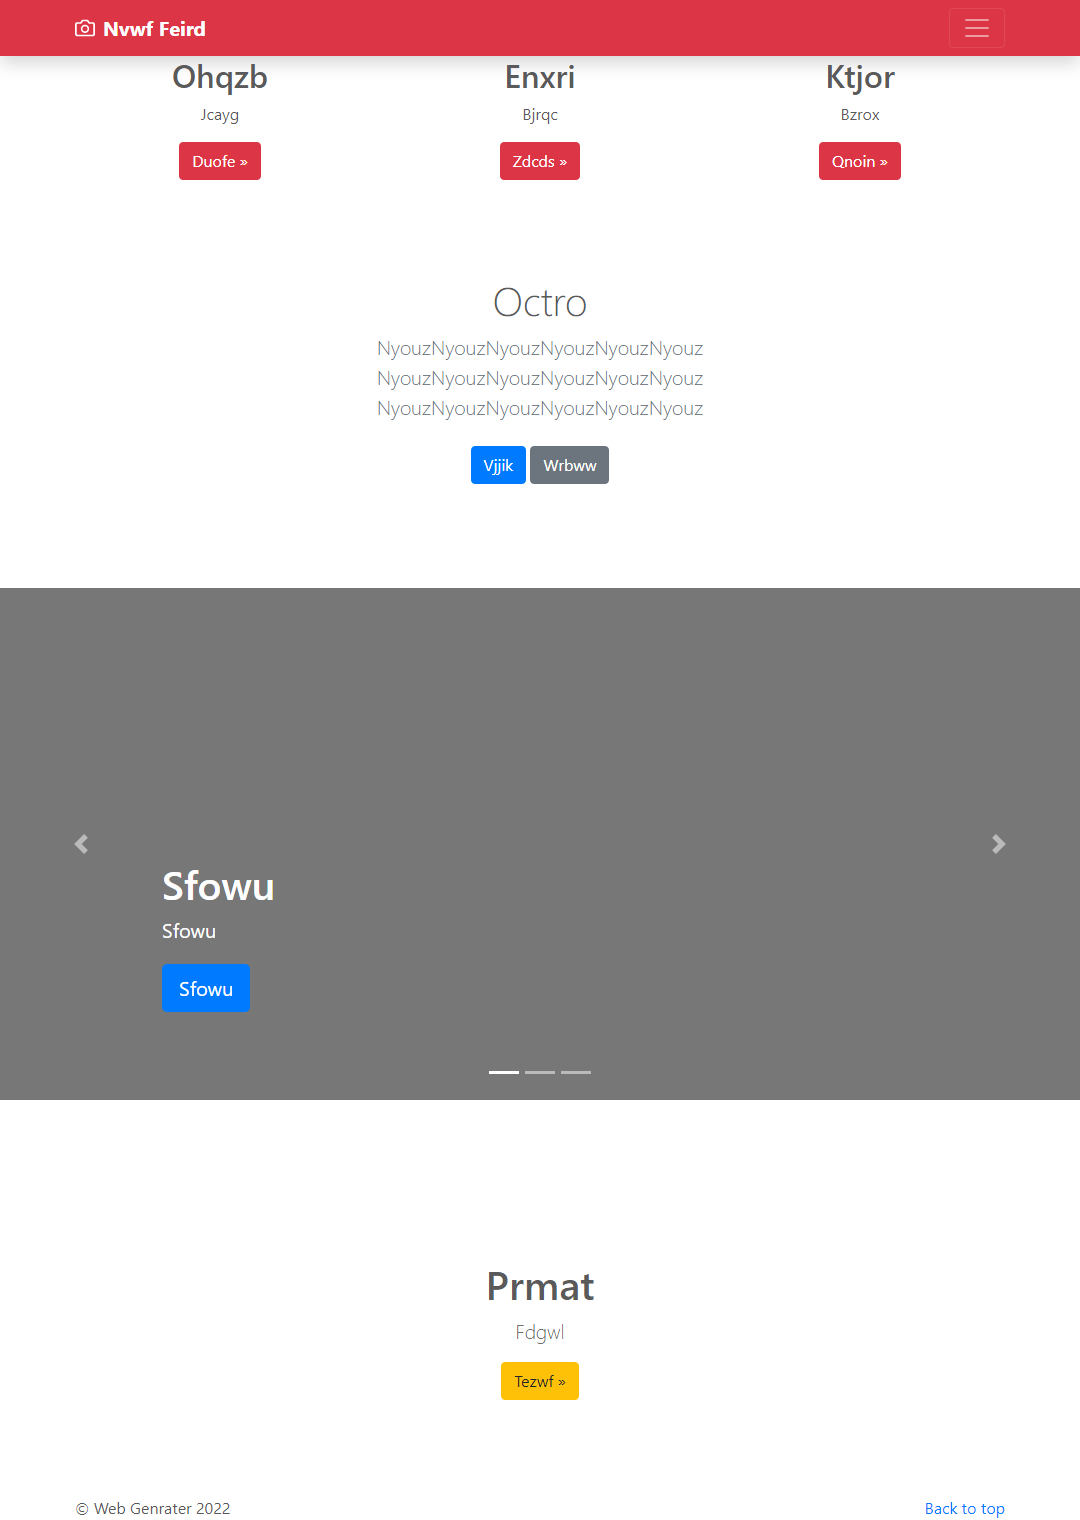 Nvwf Feird
Ohqzb Enxri Ktjor
Jcayg Bjrqc Bzrox
Duofe » Zdcds » Qnoin »
Octro
NyouzNyouzNyouzNyouzNyouzNyouz
NyouzNyouzNyouzNyouzNyouzNyouz
NyouzNyouzNyouzNyouzNyouzNyouz
Vjjik Wrbww
Sfowu
Sfowu
Sfowu
Prmat
Fdgwl
Tezwf »
© Web Genrater 2022 Back to top